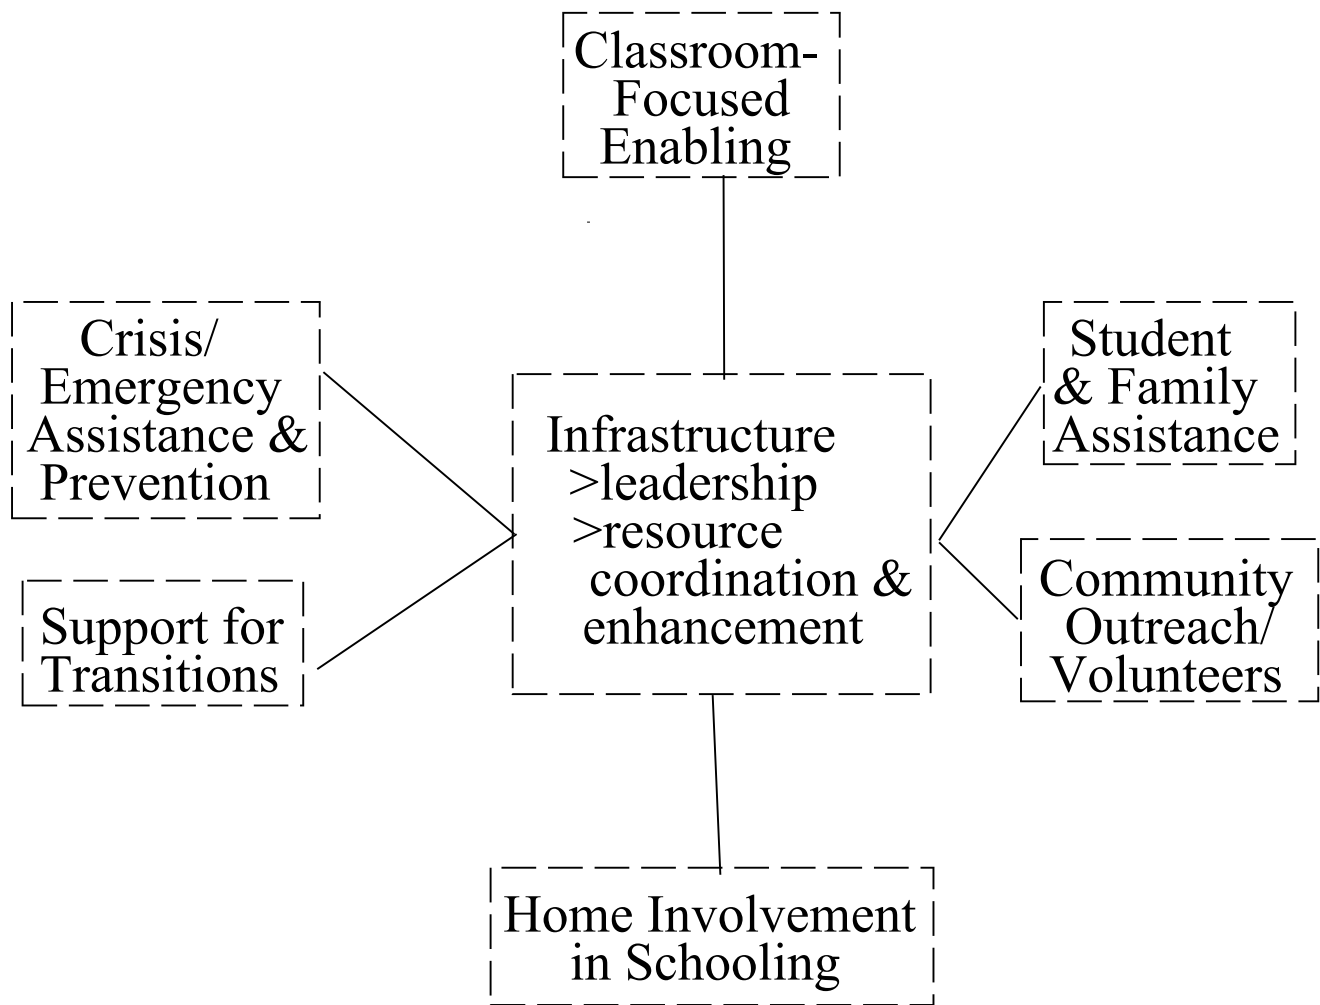 Classroom-
Focused
Enabling
Crisis/
Emergency
Assistance &
Prevention
Student
& Family
Assistance
Infrastructure
>leadership
>resource
coordination &
enhancement
Support for
Transitions
Community
Outreach/
Volunteers
Home Involvement
in Schooling